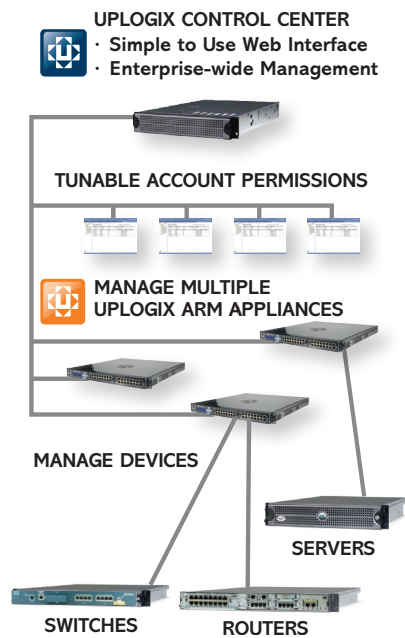 UPLOGIX CONTROL CENTER
· Simple to Use Web Interface
· Enterprise-wide Management
TUNABLE ACCOUNT PERMISSIONS
MANAGE MULTIPLE
UPLOGIX ARM APPLIANCES
MANAGE DEVICES
SERVERS
SWITCHES
ROUTERS